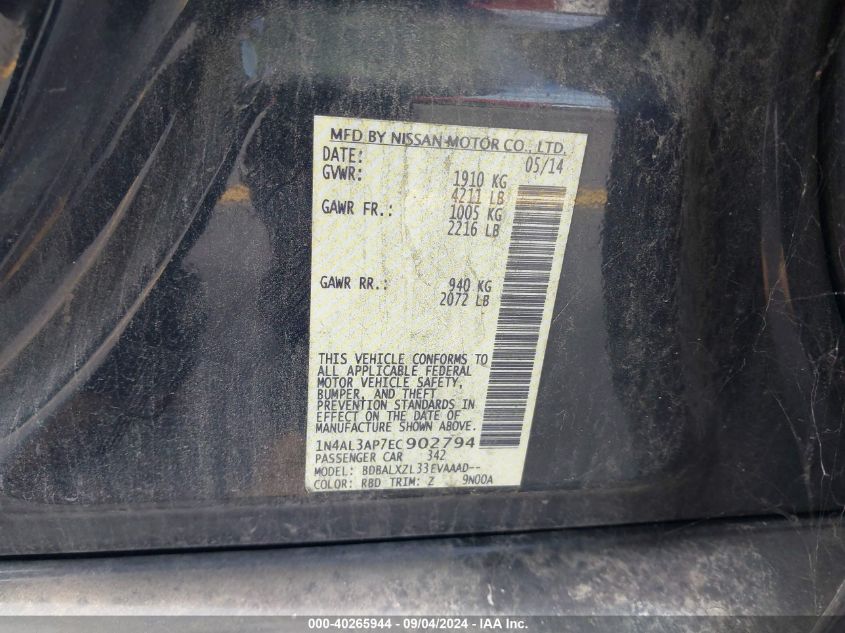 MFD BY NISSAN MOTOR CO., LTD.
DATE: 05/14
GVWR: 1910 KG
4211 LB
GAWR FR.: 1005 KG
2216 LB
GAWR RR.: 940 KG
2072 LB
THIS VEHICLE CONFORMS TO
ALL APPLICABLE FEDERAL
MOTOR VEHICLE SAFETY,
BUMPER, AND THEFT
PREVENTION STANDARDS IN
EFFECT ON THE DATE OF
MANUFACTURE SHOWN ABOVE.
1N4AL3AP7EC902794
PASSENGER CAR 342
MODEL: BDBALXZL33EVAAAD--
COLOR: RBD TRIM: Z 9N00A
000-40265944 - 09/04/2024 - IAA Inc.